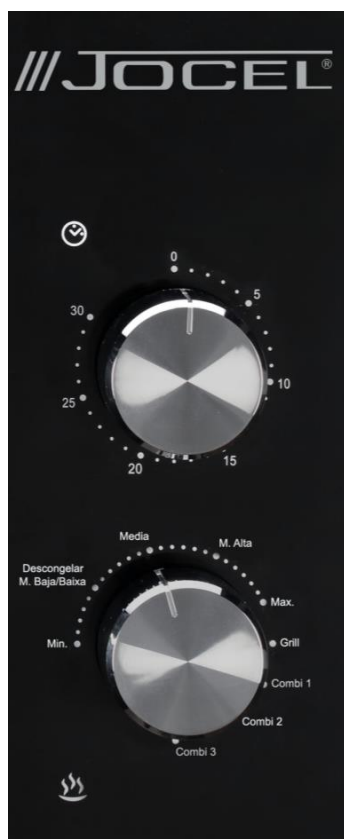 JOCEL®
0
5
10
15
20
25
30
Media
M. Alta
Descongelar
M. Baja/Baixa
Max.
Min.
Grill
Combi 1
Combi 2
Combi 3